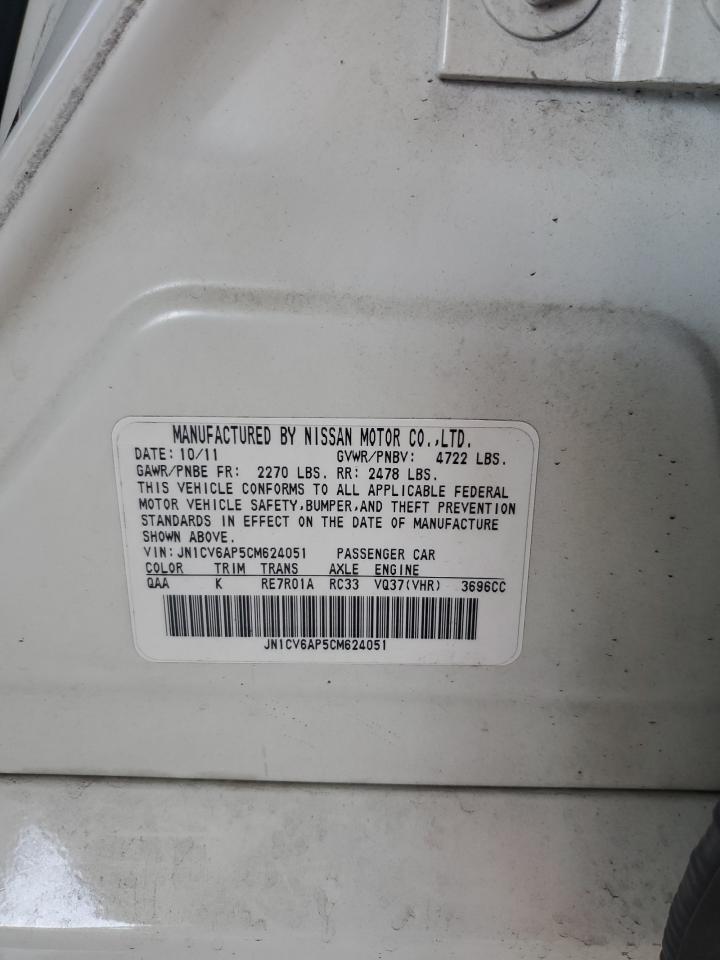 MANUFACTURED BY NISSAN MOTOR CO.,LTD.
DATE: 10/11 GVWR/PNBV: 4722 LBS.
GAWR/PNBE FR: 2270 LBS. RR: 2478 LBS.
THIS VEHICLE CONFORMS TO ALL APPLICABLE FEDERAL
MOTOR VEHICLE SAFETY,BUMPER,AND THEFT PREVENTION
STANDARDS IN EFFECT ON THE DATE OF MANUFACTURE
SHOWN ABOVE.
VIN: JN1CV6AP5CM624051 PASSENGER CAR
COLOR TRIM TRANS AXLE ENGINE
QAA K RE7R01A RC33 VQ37(VHR) 3696CC
JN1CV6AP5CM624051